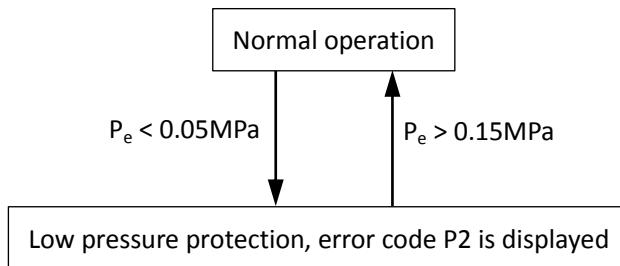 Normal operation
Pₑ < 0.05MPa
Pₑ > 0.15MPa
Low pressure protection, error code P2 is displayed